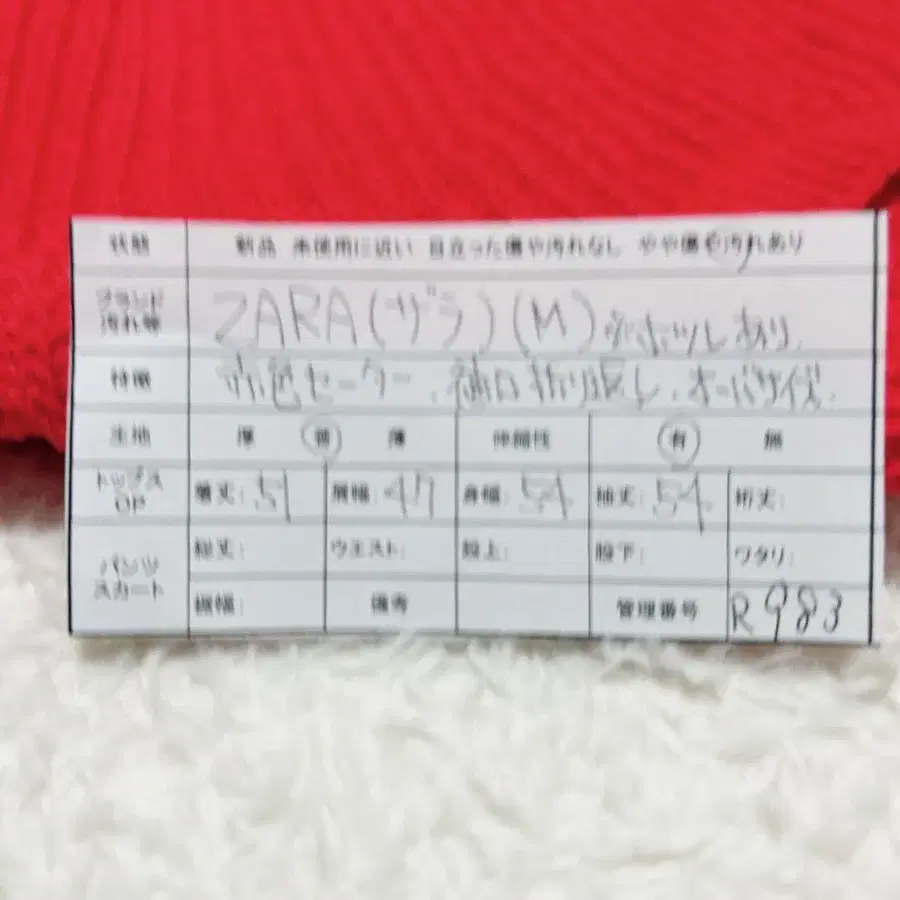 状態 新品 未使用に近い 目立った傷や汚れなし やや傷や汚れあり
ブランド
汚れ等 ZARA(ザラ)(M) ホツレあり.
特徴 赤色セーター、袖口折り返し、オーバーサイズ.
生地 厚 普 薄 伸縮性 有 無
トップス
OP 着丈: 51 肩幅: 47 身幅: 54 袖丈: 54 裄丈:
パンツ
スカート 総丈: ウエスト: 股上: 股下: ワタリ:
裾幅: 備考 管理番号 R983